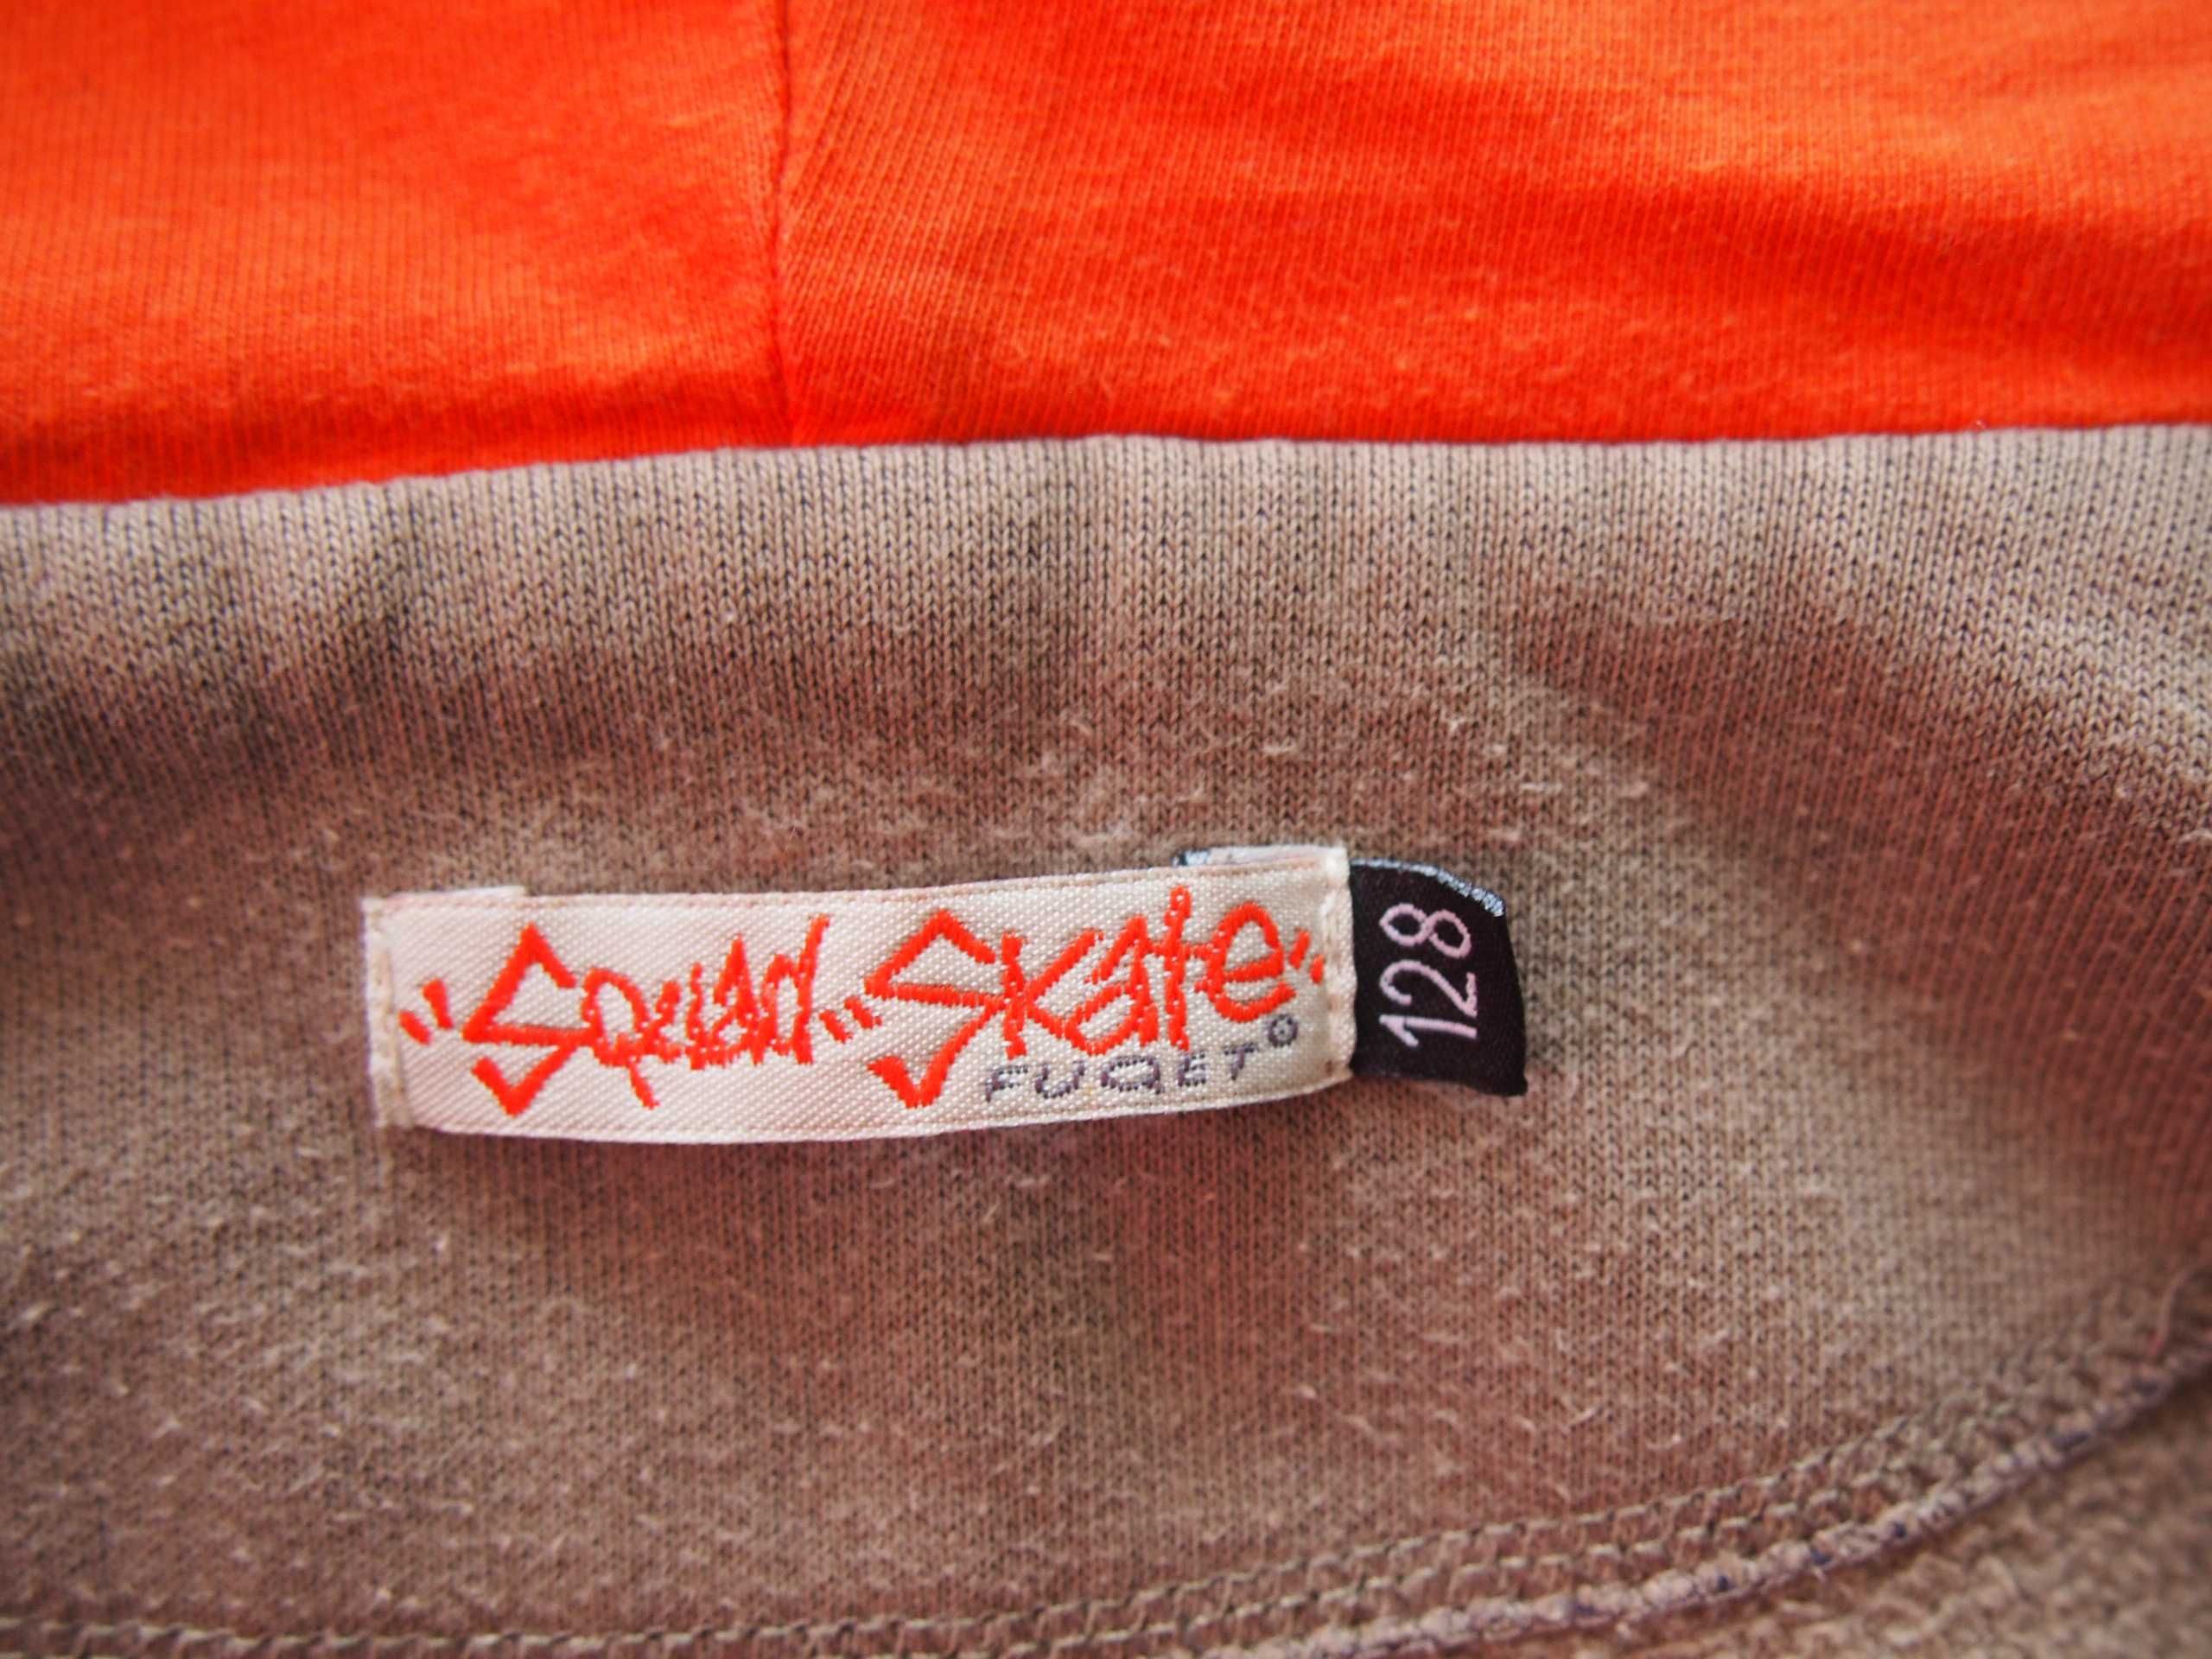 "Squad Skate"
FUQET
128